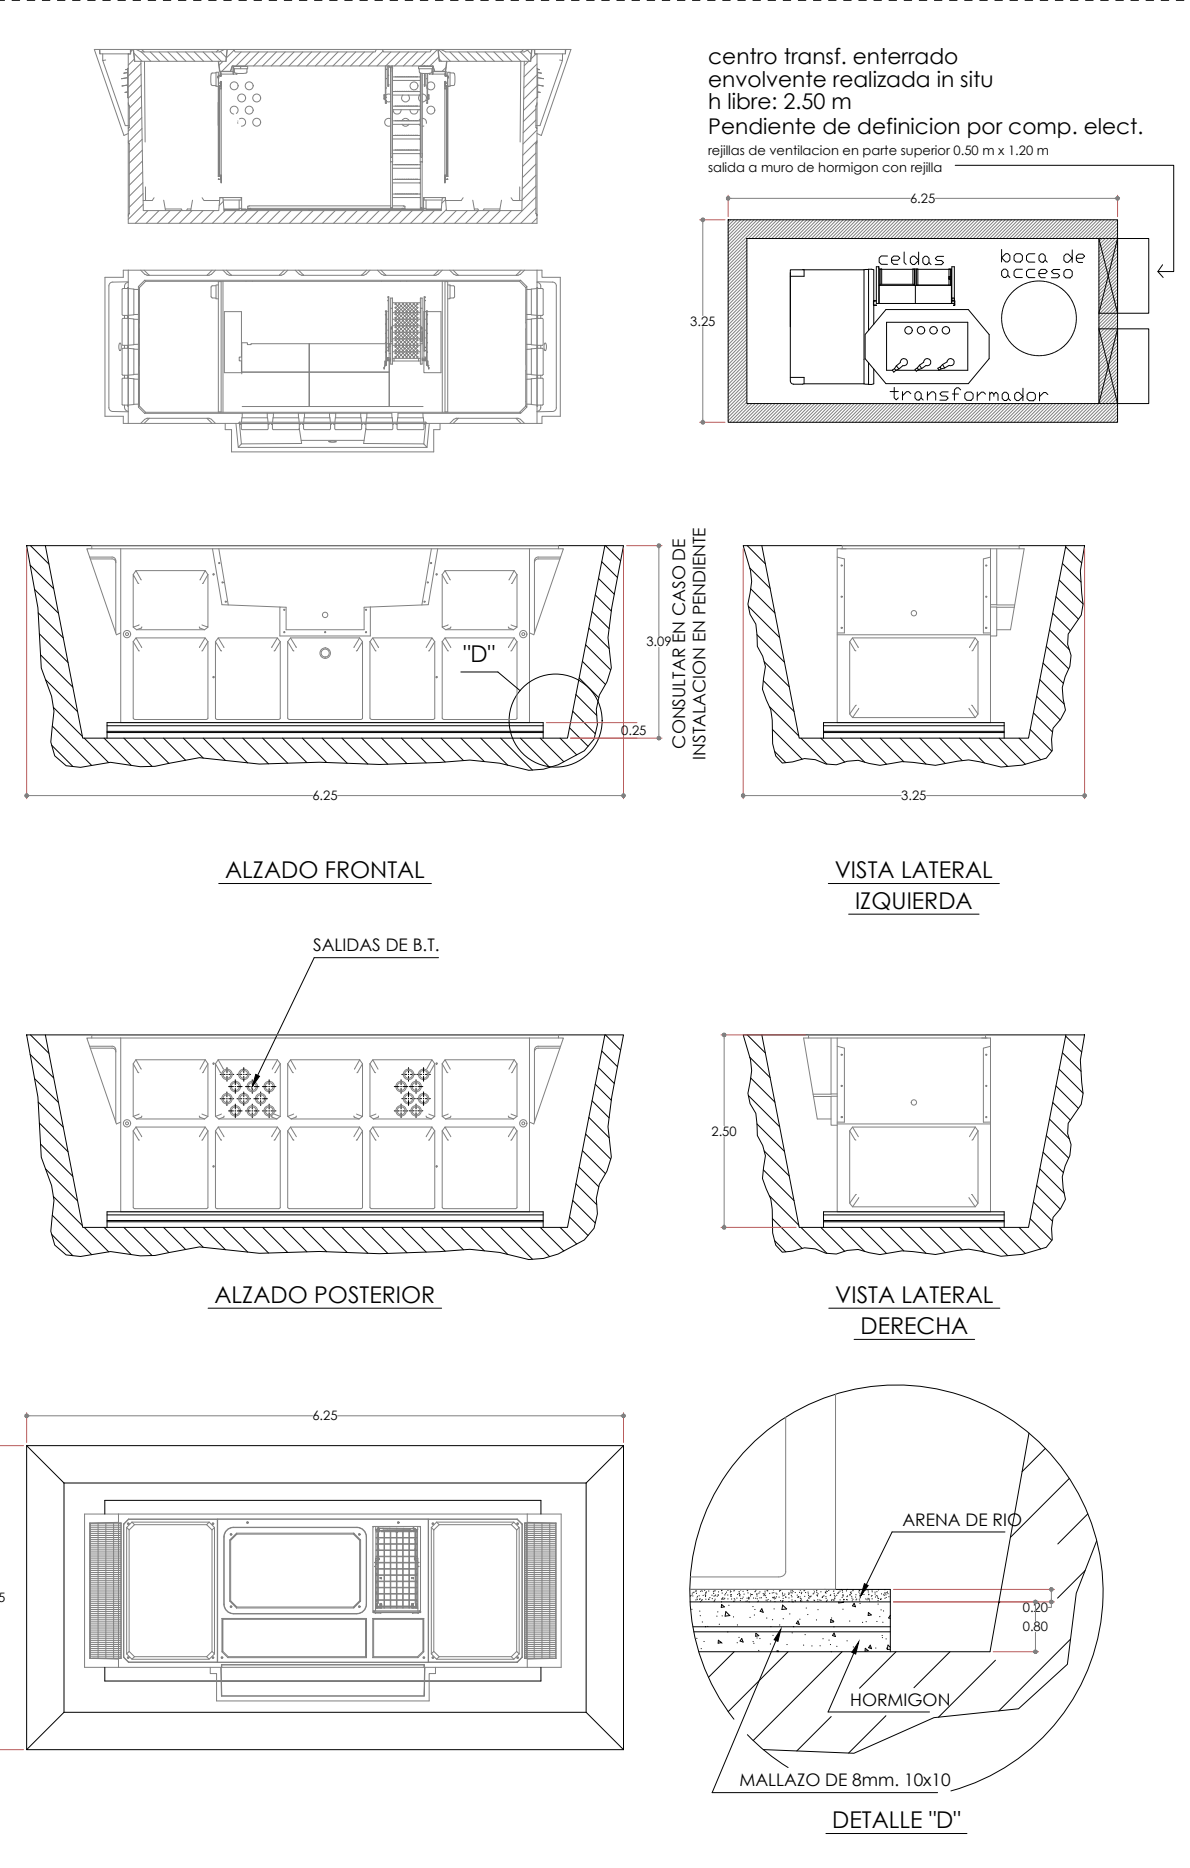 centro transf. enterrado
envolvente realizada in situ
h libre: 2.50 m
Pendiente de definicion por comp. elect.
rejillas de ventilacion en parte superior 0.50 m x 1.20 m
salida a muro de hormigon con rejilla
6.25
3.25
celdas
boca de
acceso
transformador
CONSULTAR EN CASO DE
INSTALACION EN PENDIENTE
"D"
3.09
0.25
6.25
3.25
ALZADO FRONTAL
VISTA LATERAL
IZQUIERDA
SALIDAS DE B.T.
2.50
ALZADO POSTERIOR
VISTA LATERAL
DERECHA
6.25
5
ARENA DE RIO
0.20
0.80
HORMIGON
MALLAZO DE 8mm. 10x10
DETALLE "D"